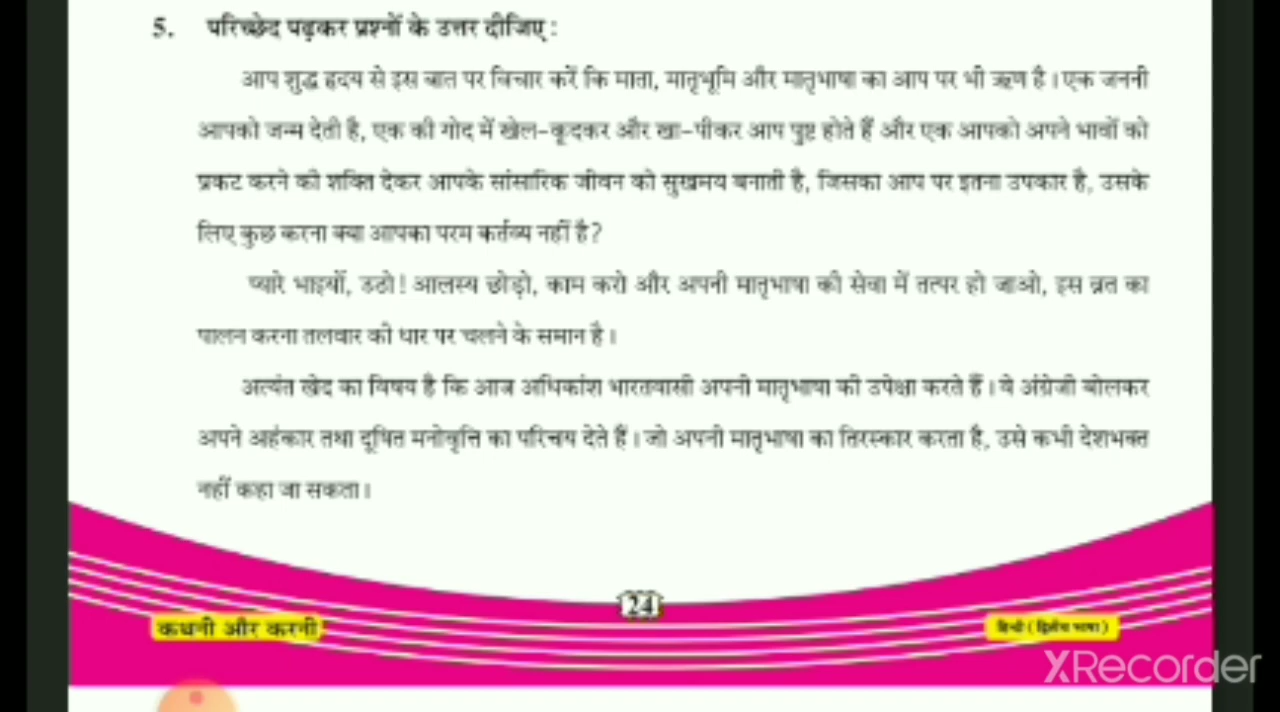 5. परिच्छेद पढ़कर प्रश्नों के उत्तर दीजिए :
आप शुद्ध हृदय से इस बात पर विचार करें कि माता, मातृभूमि और मातृभाषा का आप पर भी ऋण है। एक जननी
आपको जन्म देती है, एक की गोद में खेल-कूदकर और खा-पीकर आप पुष्ट होते हैं और एक आपको अपने भावों को
प्रकट करने की शक्ति देकर आपके सांसारिक जीवन को सुखमय बनाती है, जिसका आप पर इतना उपकार है, उसके
लिए कुछ करना क्या आपका परम कर्तव्य नहीं है?
प्यारे भाइयों, उठो! आलस्य छोड़ो, काम करो और अपनी मातृभाषा की सेवा में तत्पर हो जाओ, इस व्रत का
पालन करना तलवार की धार पर चलने के समान है।
अत्यंत खेद का विषय है कि आज अधिकांश भारतवासी अपनी मातृभाषा की उपेक्षा करते हैं। वे अंग्रेजी बोलकर
अपने अहंकार तथा दूषित मनोवृत्ति का परिचय देते हैं। जो अपनी मातृभाषा का तिरस्कार करता है, उसे कभी देशभक्त
नहीं कहा जा सकता।
24
कथनी और करनी
हिन्दी (द्वितीय भाषा)
XRecorder